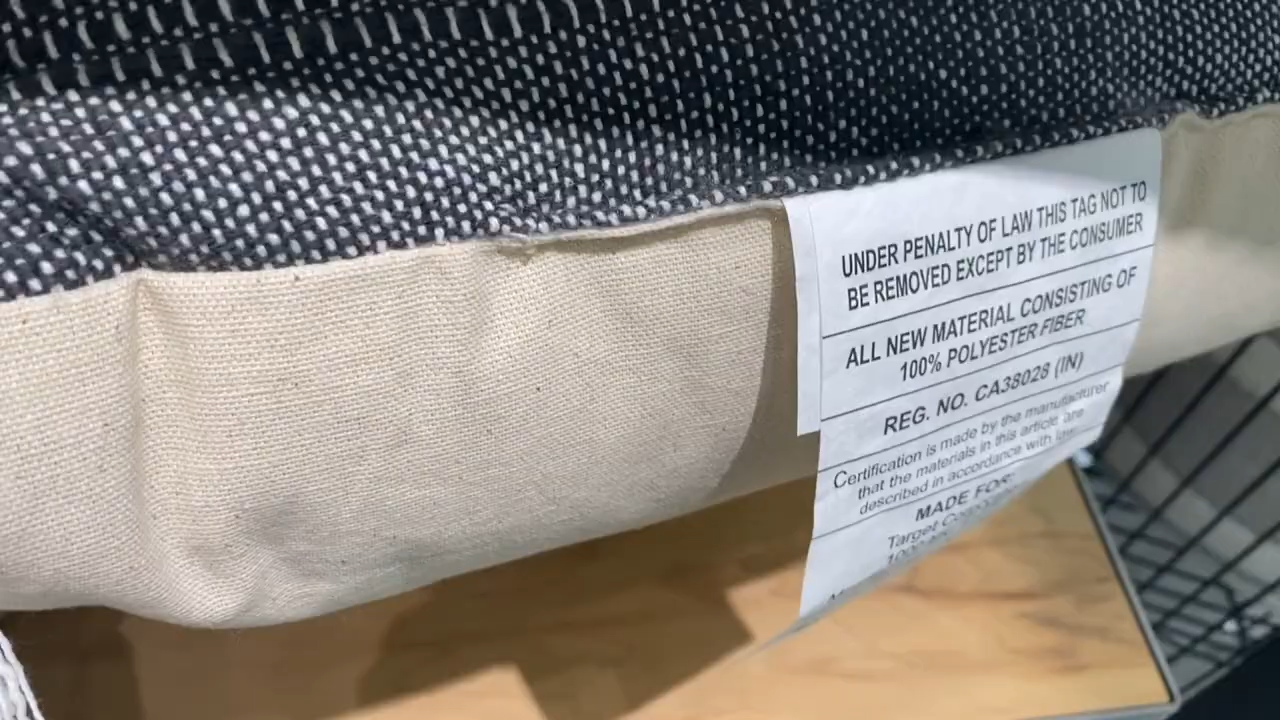 UNDER PENALTY OF LAW THIS TAG NOT TO
BE REMOVED EXCEPT BY THE CONSUMER
ALL NEW MATERIAL CONSISTING OF
100% POLYESTER FIBER
REG. NO. CA38028 (IN)
Certification is made by the manufacturer
that the materials in this article are
described in accordance with law.
MADE FOR:
Target